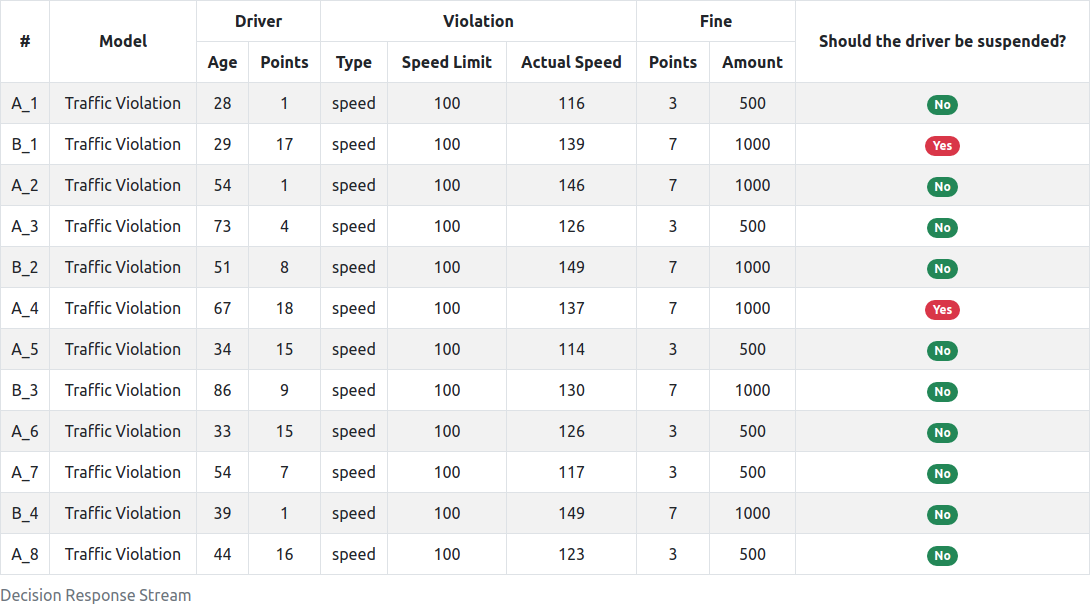 # Model Driver Violation Fine Should the driver be suspended?
Age Points Type Speed Limit Actual Speed Points Amount
A_1 Traffic Violation 28 1 speed 100 116 3 500 No
B_1 Traffic Violation 29 17 speed 100 139 7 1000 Yes
A_2 Traffic Violation 54 1 speed 100 146 7 1000 No
A_3 Traffic Violation 73 4 speed 100 126 3 500 No
B_2 Traffic Violation 51 8 speed 100 149 7 1000 No
A_4 Traffic Violation 67 18 speed 100 137 7 1000 Yes
A_5 Traffic Violation 34 15 speed 100 114 3 500 No
B_3 Traffic Violation 86 9 speed 100 130 7 1000 No
A_6 Traffic Violation 33 15 speed 100 126 3 500 No
A_7 Traffic Violation 54 7 speed 100 117 3 500 No
B_4 Traffic Violation 39 1 speed 100 149 7 1000 No
A_8 Traffic Violation 44 16 speed 100 123 3 500 No
Decision Response Stream